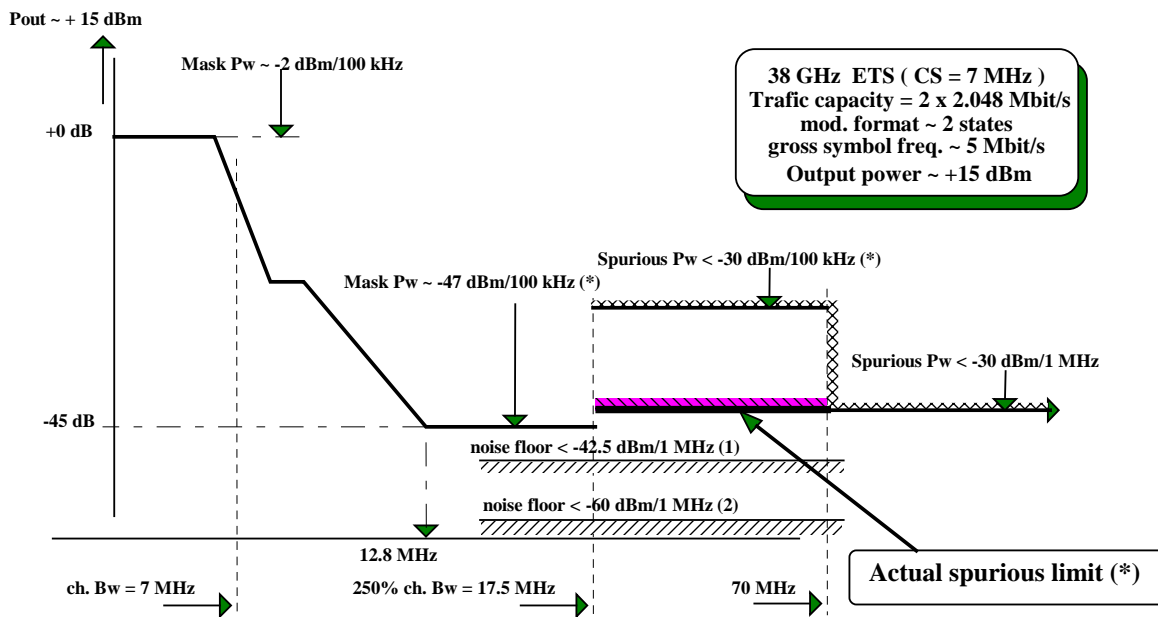 Pout ~ + 15 dBm
Mask Pw ~ -2 dBm/100 kHz
38 GHz ETS ( CS = 7 MHz )
Trafic capacity = 2 x 2.048 Mbit/s
mod. format ~ 2 states
gross symbol freq. ~ 5 Mbit/s
Output power ~ +15 dBm
+0 dB
Spurious Pw < -30 dBm/100 kHz (*)
Mask Pw ~ -47 dBm/100 kHz (*)
Spurious Pw < -30 dBm/1 MHz
-45 dB
noise floor < -42.5 dBm/1 MHz (1)
noise floor < -60 dBm/1 MHz (2)
12.8 MHz
Actual spurious limit (*)
ch. Bw = 7 MHz
250% ch. Bw = 17.5 MHz
70 MHz